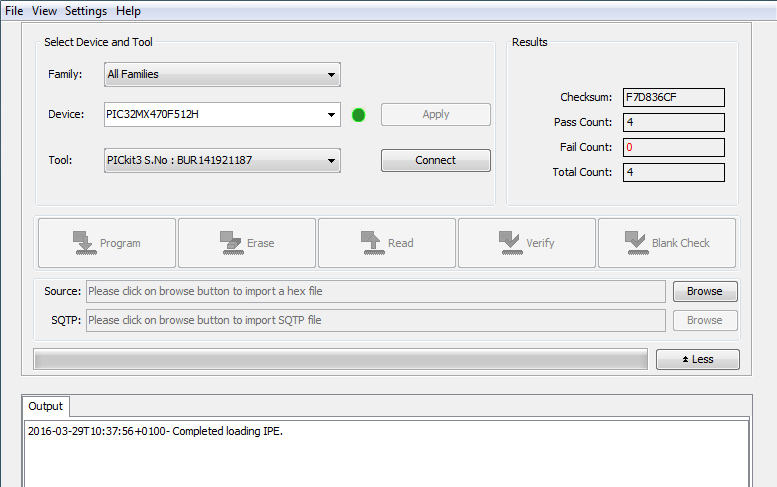 File View Settings Help
Select Device and Tool
Family: All Families
Device: PIC32MX470F512H Apply
Tool: PICkit3 S.No : BUR141921187 Connect
Results
Checksum: F7D836CF
Pass Count: 4
Fail Count: 0
Total Count: 4
Program Erase Read Verify Blank Check
Source: Please click on browse button to import a hex file Browse
SQTP: Please click on browse button to import SQTP file Browse
Less
Output
2016-03-29T10:37:56+0100- Completed loading IPE.